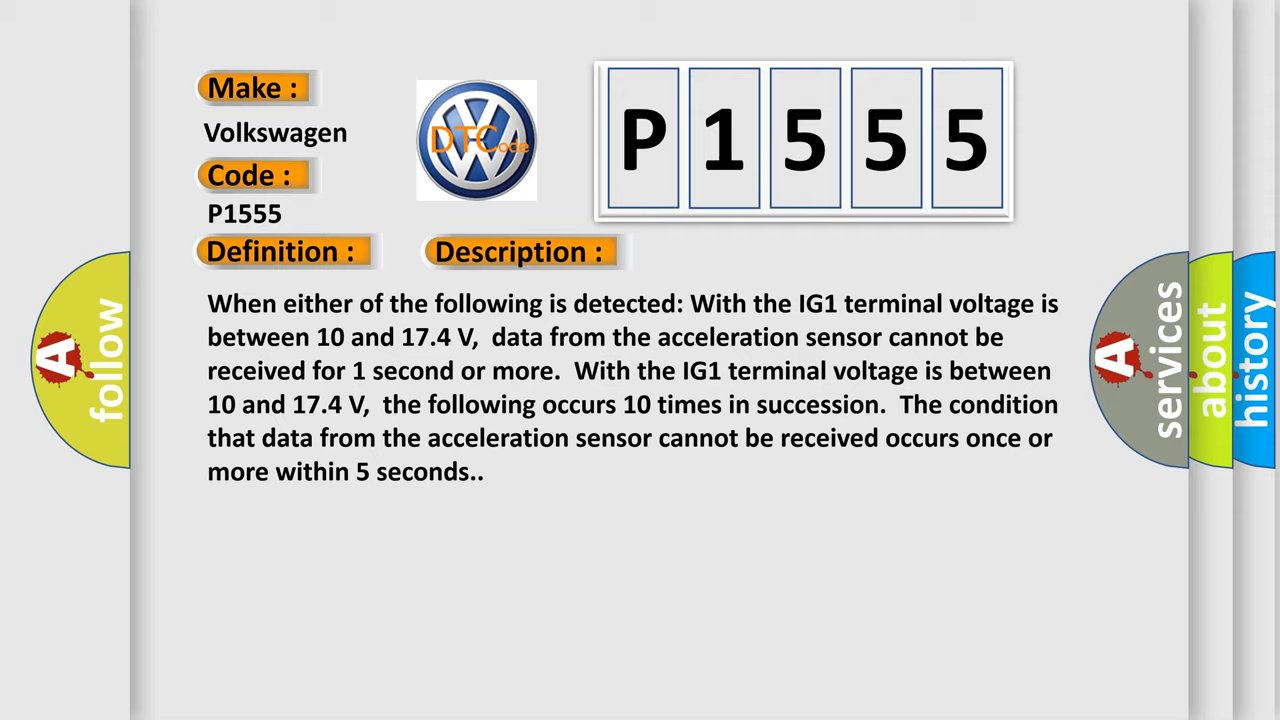 Make :
Volkswagen
Code :
P1555
Definition :
Description :
DTCode
P1555
When either of the following is detected: With the IG1 terminal voltage is
between 10 and 17.4 V,  data from the acceleration sensor cannot be
received for 1 second or more.  With the IG1 terminal voltage is between
10 and 17.4 V,  the following occurs 10 times in succession.  The condition
that data from the acceleration sensor cannot be received occurs once or
more within 5 seconds..
A follow
A services
about
history